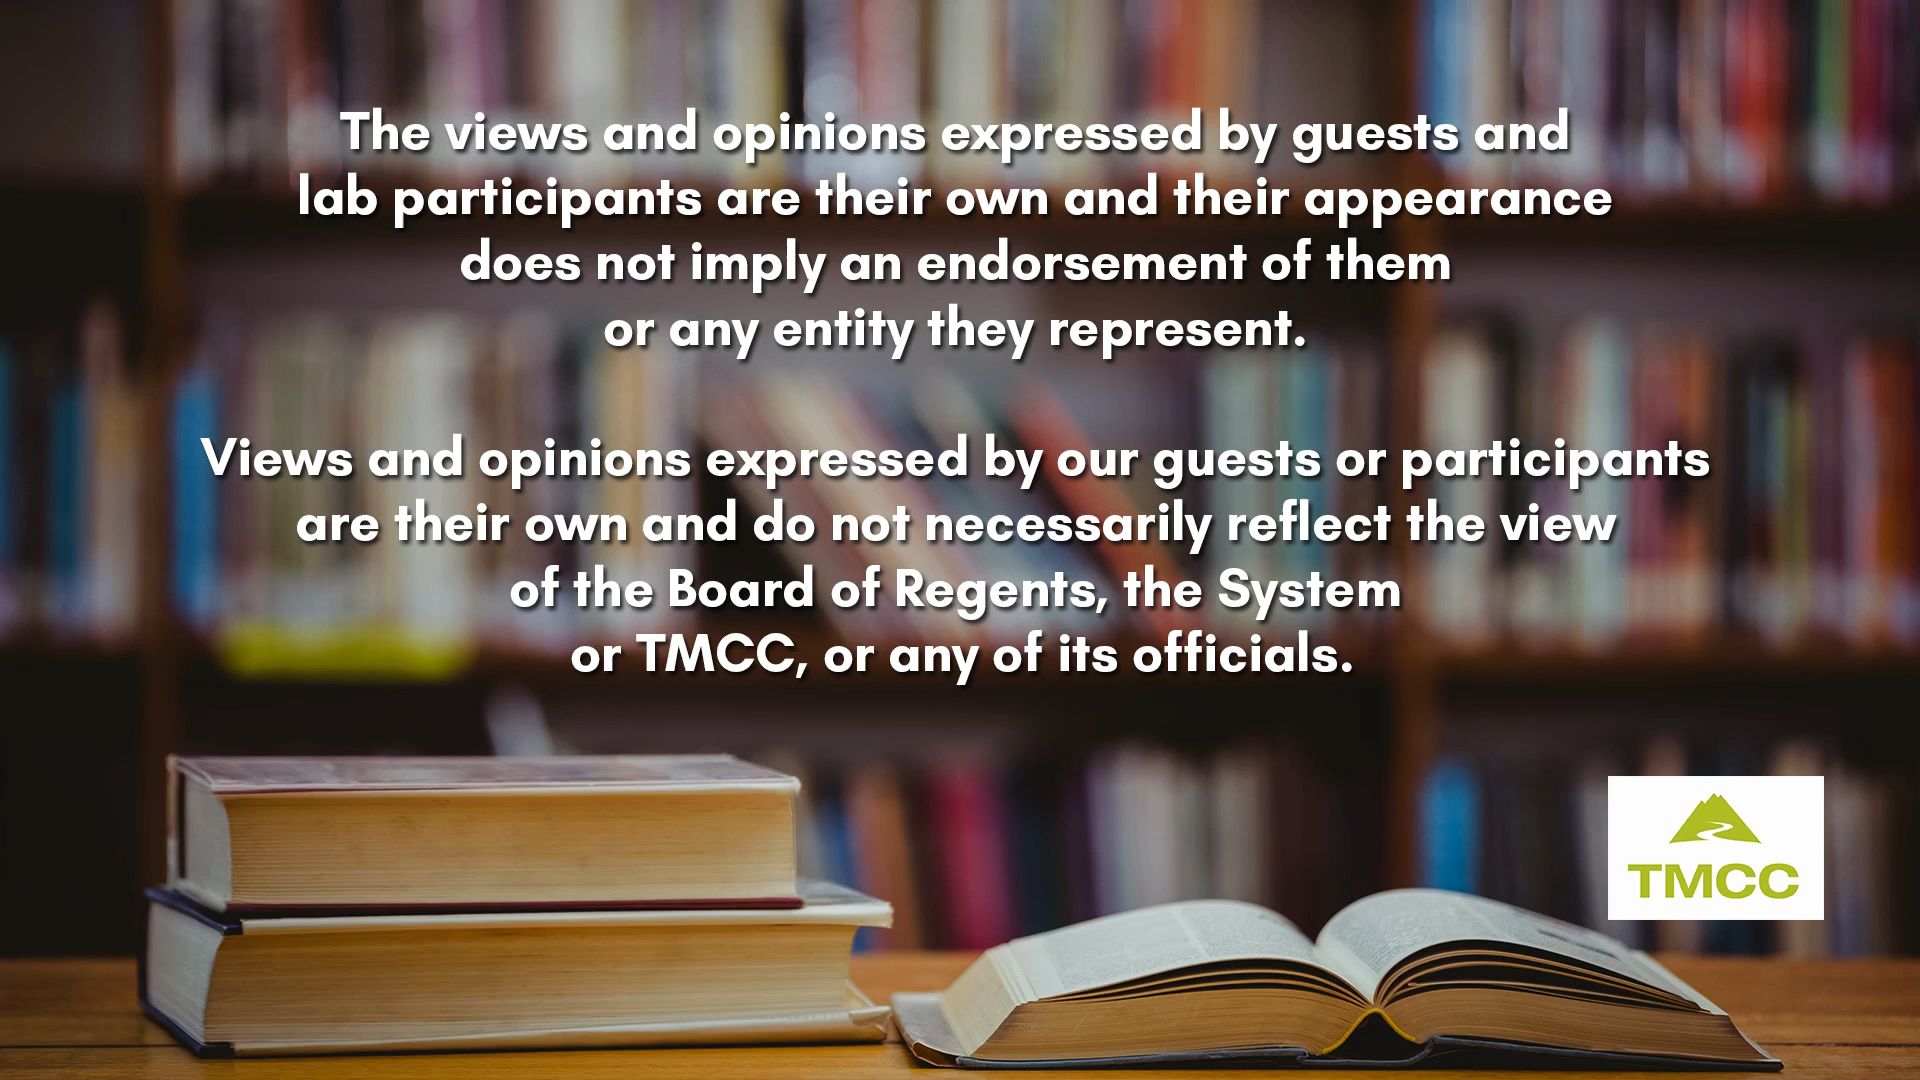 The views and opinions expressed by guests and
lab participants are their own and their appearance
does not imply an endorsement of them
or any entity they represent.
Views and opinions expressed by our guests or participants
are their own and do not necessarily reflect the view
of the Board of Regents, the System
or TMCC, or any of its officials.
TMCC